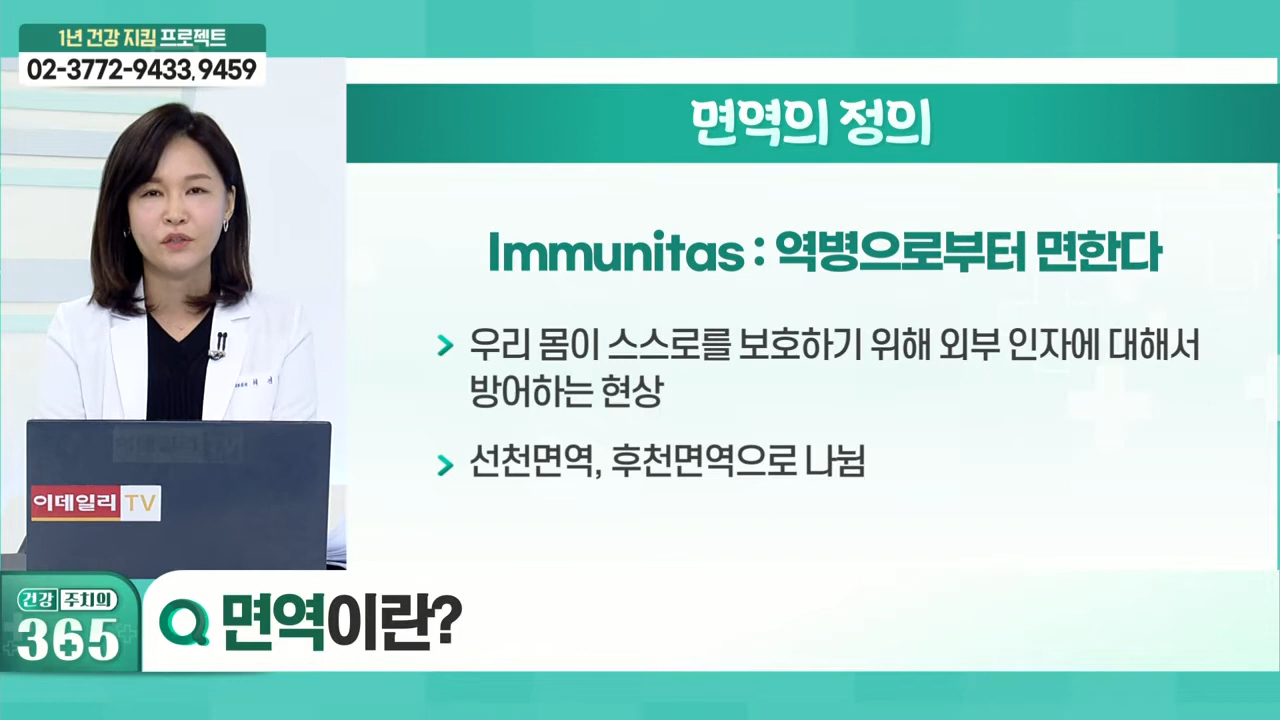 1년 건강 지킴 프로젝트
02-3772-9433, 9459
면역의 정의
Immunitas : 역병으로부터 면한다
우리 몸이 스스로를 보호하기 위해 외부 인자에 대해서
방어하는 현상
선천면역, 후천면역으로 나뉨
이데일리 TV
건강 주치의
365
Q 면역이란?